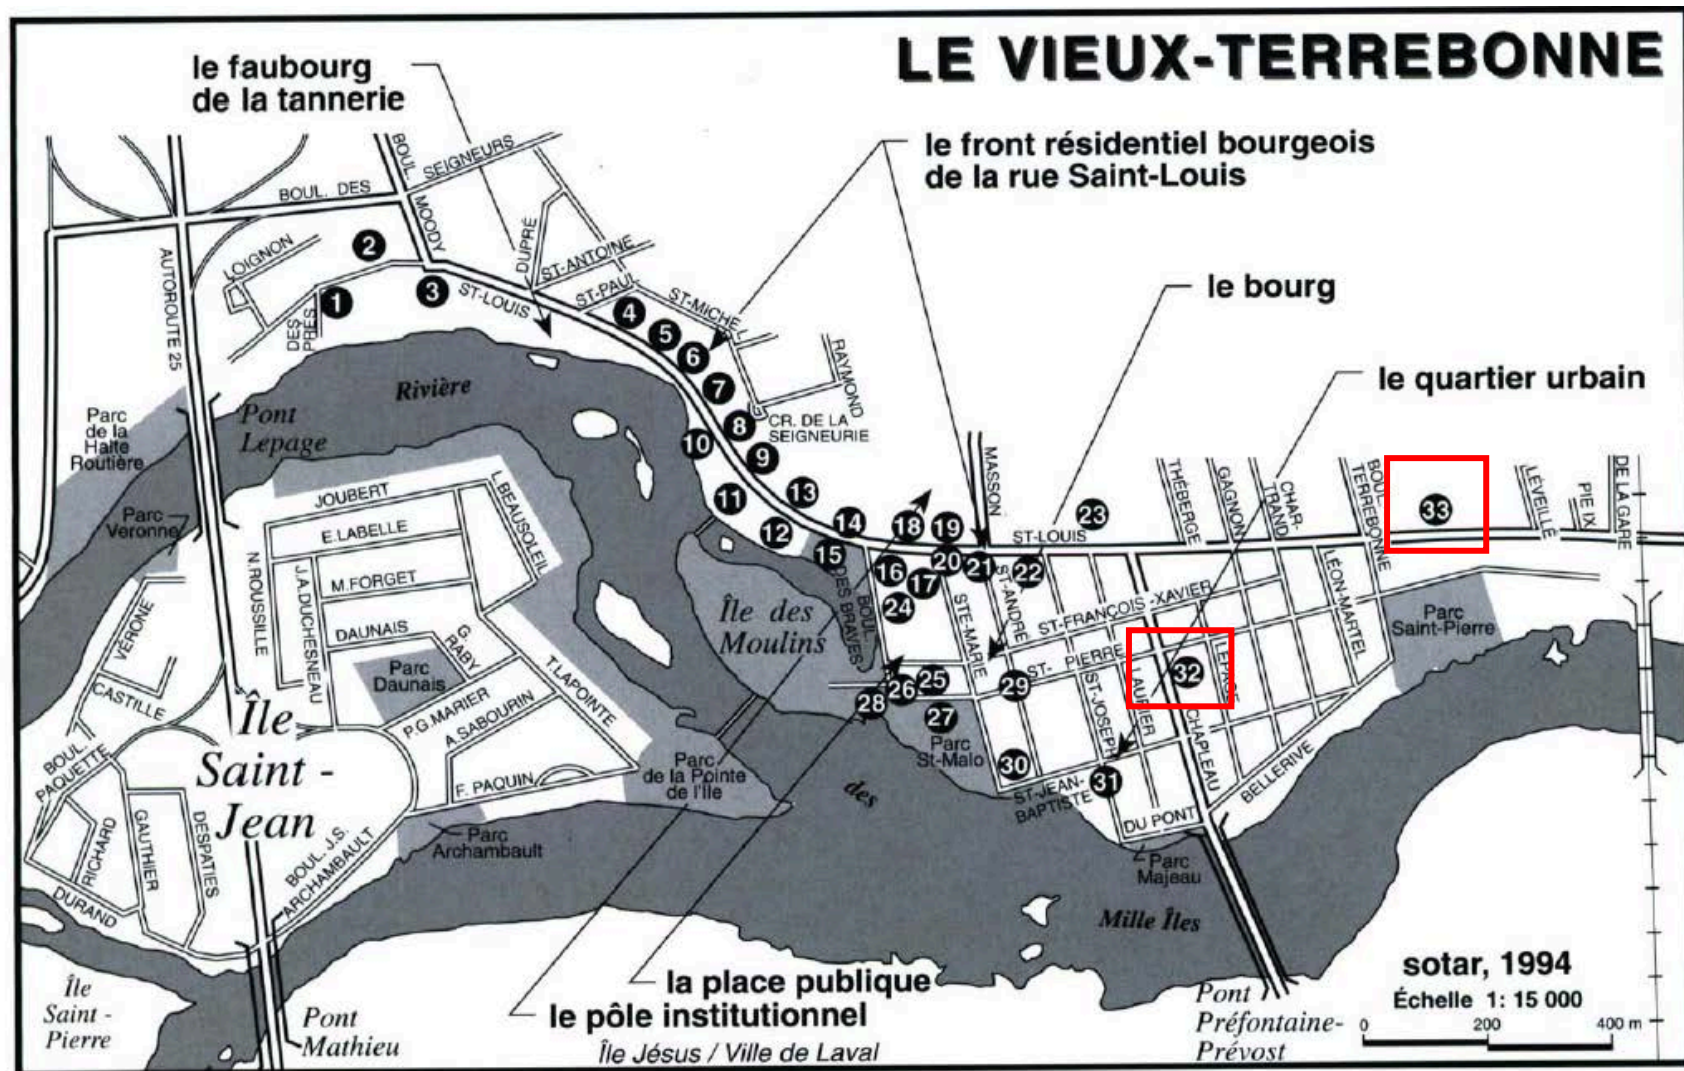 LE VIEUX-TERREBONNE
le faubourg
de la tannerie
le front résidentiel bourgeois
de la rue Saint-Louis
le bourg
le quartier urbain
BOUL. DES
SEIGNEURS
BOUL.
MOODY
AUTOROUTE 25
LOIGNON
DES
PRÉS
ST-LOUIS
DUPRÉ
ST-ANTOINE
ST-PAUL
ST-MICHEL
RAYMOND
CR. DE LA
SEIGNEURIE
1
2
3
4
5
6
7
8
9
10
11
12
13
14
15
16
17
18
19
20
21
22
23
24
25
26
27
28
29
30
31
32
33
Rivière
Pont
Lepage
Parc
de la
Halte
Routière
Parc
Veronne
JOUBERT
L. BEAUSOLEIL
E. LABELLE
N. ROUSSILLE
J.A. DUCHESNEAU
M. FORGET
DAUNAIS
G.
RABY
Parc
Daunais
P.G. MARIER
A. SABOURIN
T. LAPOINTE
F. PAQUIN
VÉRONE
CASTILLE
BOUL.
PAQUETTE
Île
Saint -
Jean
RICHARD
GAUTHIER
DESPATIES
DURAND
BOUL. J.S.
ARCHAMBAULT
Parc
Archambault
Parc
de la Pointe
de l'Ile
Île des
Moulins
BOUL.
DES BRAVES
MASSON
ST-LOUIS
STE-MARIE
ST-ANDRÉ
ST-FRANÇOIS-XAVIER
ST-PIERRE
ST-JOSEPH
LAURIER
LEPAGE
CHAPLEAU
ST-JEAN-
BAPTISTE
DU PONT
BELLERIVE
THÉBERGE
GAGNON
CHAR-
TRAND
BOUL.
TERREBONNE
LÉON-MARTEL
LÉVEILLÉ
PIE IX
DE LA GARE
Parc
Saint-Pierre
Parc
St-Malo
Parc
Majeau
des
Mille Îles
la place publique
le pôle institutionnel
Île Jésus / Ville de Laval
Île
Saint -
Pierre
Pont
Mathieu
Pont
Préfontaine-
Prévost
sotar, 1994
Échelle 1: 15 000
0 200 400 m